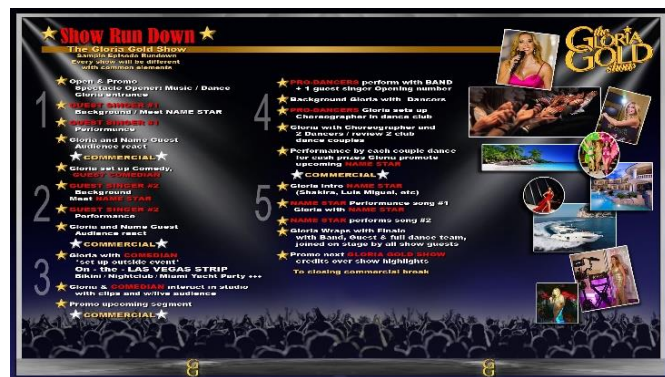 Show Run Down
The Gloria Gold Show
Sample Episode Rundown
Every show will be different
with common elements
the
GLORIA
GOLD
show
1
Open & Promo
Spectacle Opener: Music / Dance
Gloria entrance
GUEST SINGER #1
Background / Meet NAME STAR
GUEST SINGER #1
Performance
Gloria and Name Guest
Audience react
COMMERCIAL
2
Gloria set up Comedy,
GUEST COMEDIAN
GUEST SINGER #2
Background
Meet NAME STAR
GUEST SINGER #2
Performance
Gloria and Name Guest
Audience react
COMMERCIAL
3
Gloria with COMEDIAN
'set up outside event'
On - the - LAS VEGAS STRIP
Bikini / Nightclub / Miami Yacht Party +++
Gloria & COMEDIAN interact in studio
with clips and w/live audience
Promo upcoming segment
COMMERCIAL
4
PRO-DANCERS perform with BAND
+ 1 guest singer Opening number
Background Gloria with Dancers
PRO-DANCERS Gloria sets up
Choreographer in dance club
Gloria with Choreographer and
2 Dancers / review 2 club
dance couples
Performance by each couple dance
for cash prizes Gloria promote
upcoming NAME STAR
COMMERCIAL
5
Gloria Intro NAME STAR
(Shakira, Luis Miguel, etc)
NAME STAR Performance song #1
Gloria with NAME STAR
NAME STAR performs song #2
Gloria Wraps with Finale
with Band, Guest & full dance team,
joined on stage by all show guests
Promo next GLORIA GOLD SHOW
credits over show highlights
To closing commercial break